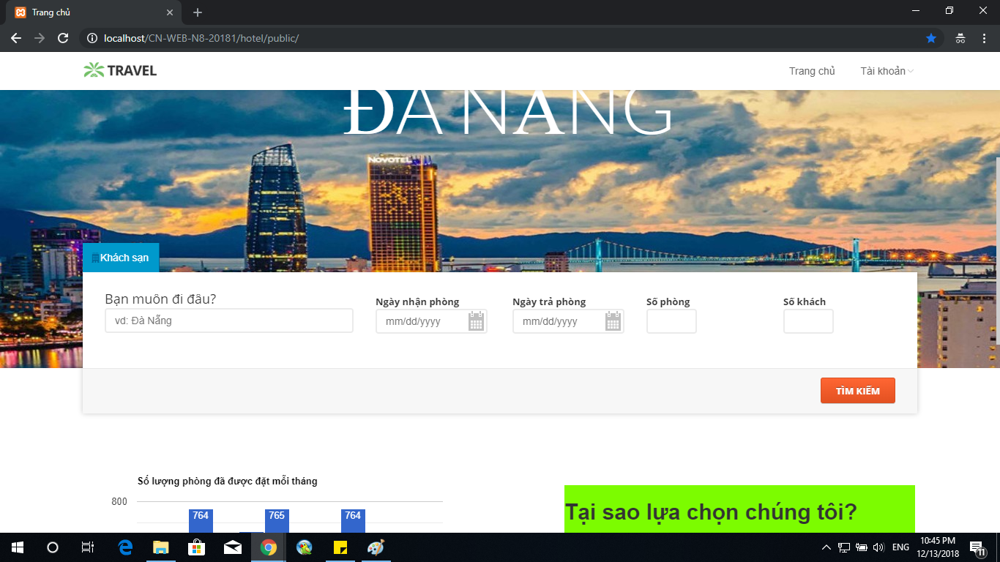 Trang chủ
localhost/CN-WEB-N8-20181/hotel/public/
TRAVEL
Trang chủ
Tài khoản
ĐÀ NẴNG
NOVOTEL
Khách sạn
Bạn muôn đi đâu?
Ngày nhận phòng
Ngày trả phòng
Số phòng
Số khách
vd: Đà Nẵng
mm/dd/yyyy
mm/dd/yyyy
TÌM KIẾM
Số lượng phòng đã được đặt mỗi tháng
800
764
765
764
Tại sao lựa chọn chúng tôi?
ENG
10:45 PM
12/13/2018
11